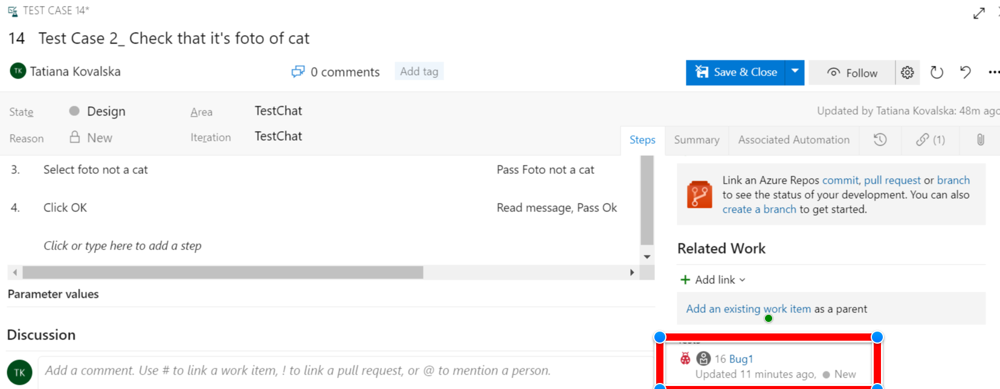 TEST CASE 14*
14 Test Case 2_ Check that it's foto of cat
TK Tatiana Kovalska
0 comments
Add tag
Save & Close
Follow
State
Design
Area
TestChat
Updated by Tatiana Kovalska: 48m ago
Reason
New
Iteration
TestChat
Steps
Summary
Associated Automation
(1)
3. Select foto not a cat Pass Foto not a cat
4. Click OK Read message, Pass Ok
Click or type here to add a step
Parameter values
Discussion
TK
Add a comment. Use # to link a work item, ! to link a pull request, or @ to mention a person.
Link an Azure Repos commit, pull request or branch
to see the status of your development. You can also
create a branch to get started.
Related Work
+ Add link
Add an existing work item as a parent
16 Bug1
Updated 11 minutes ago, New